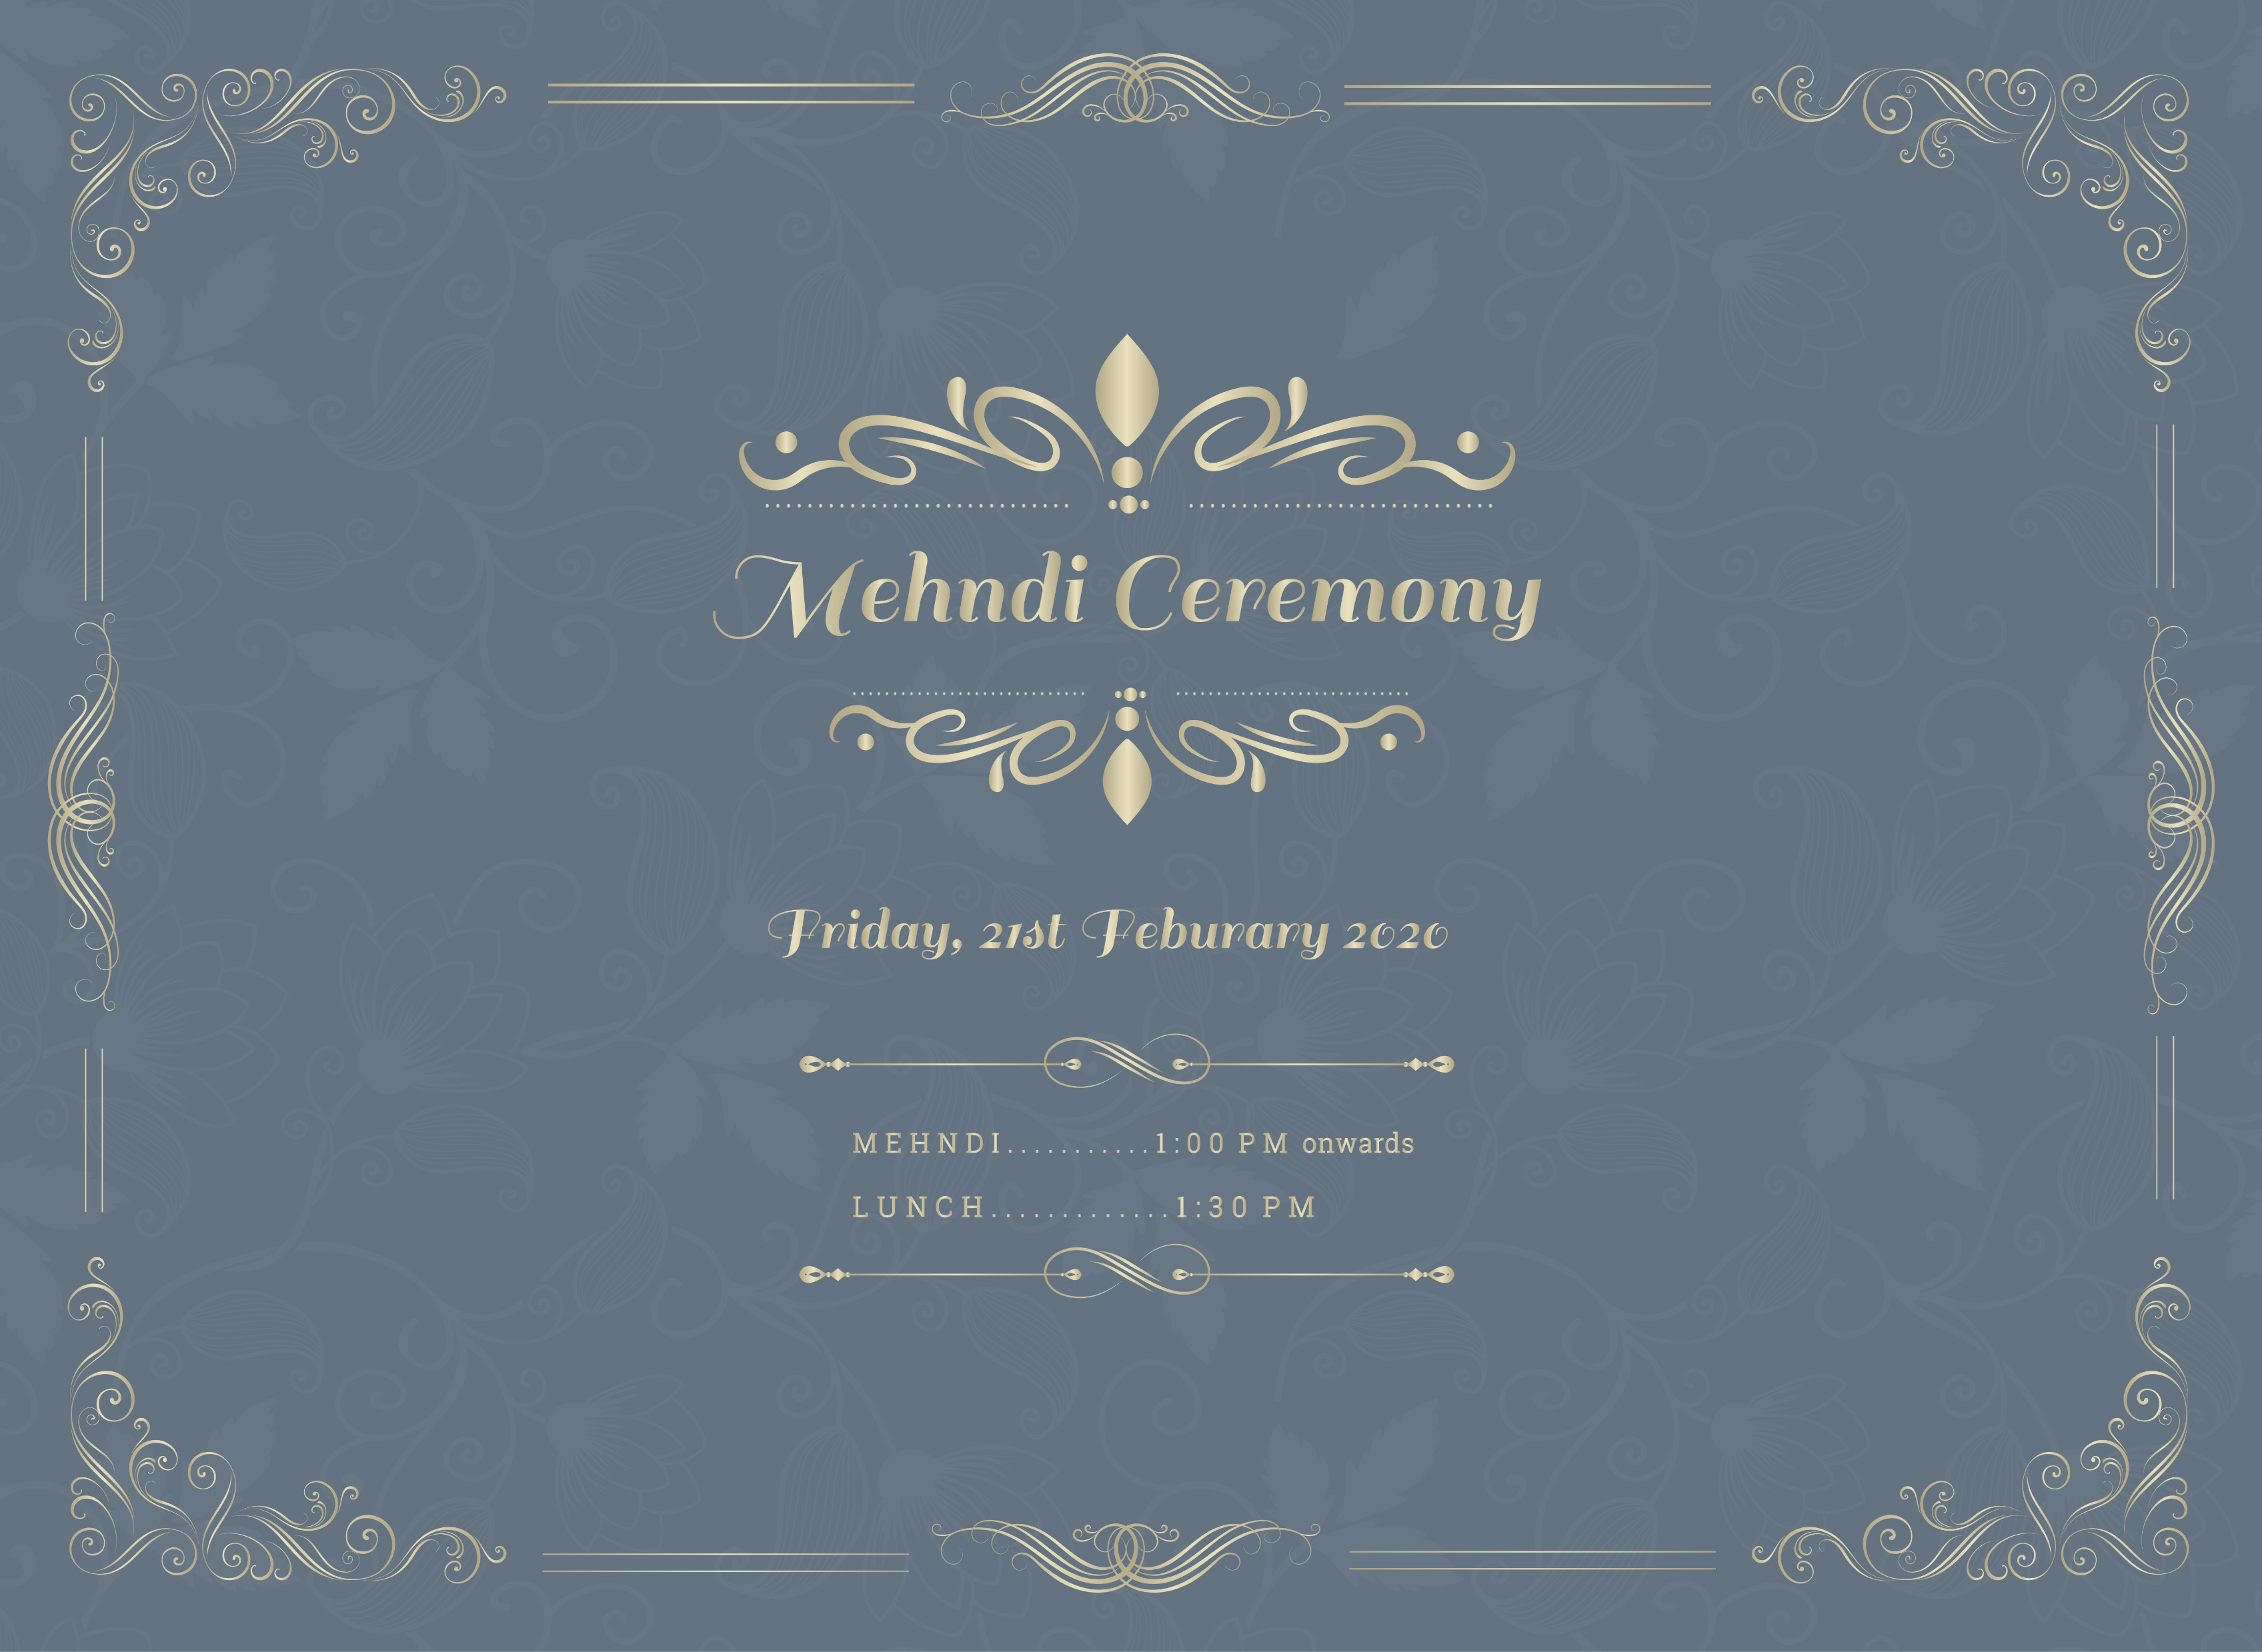 Mehndi Ceremony
Friday, 21st Feburary 2020
MEHNDI...........1:00 PM onwards
LUNCH.............1:30 PM